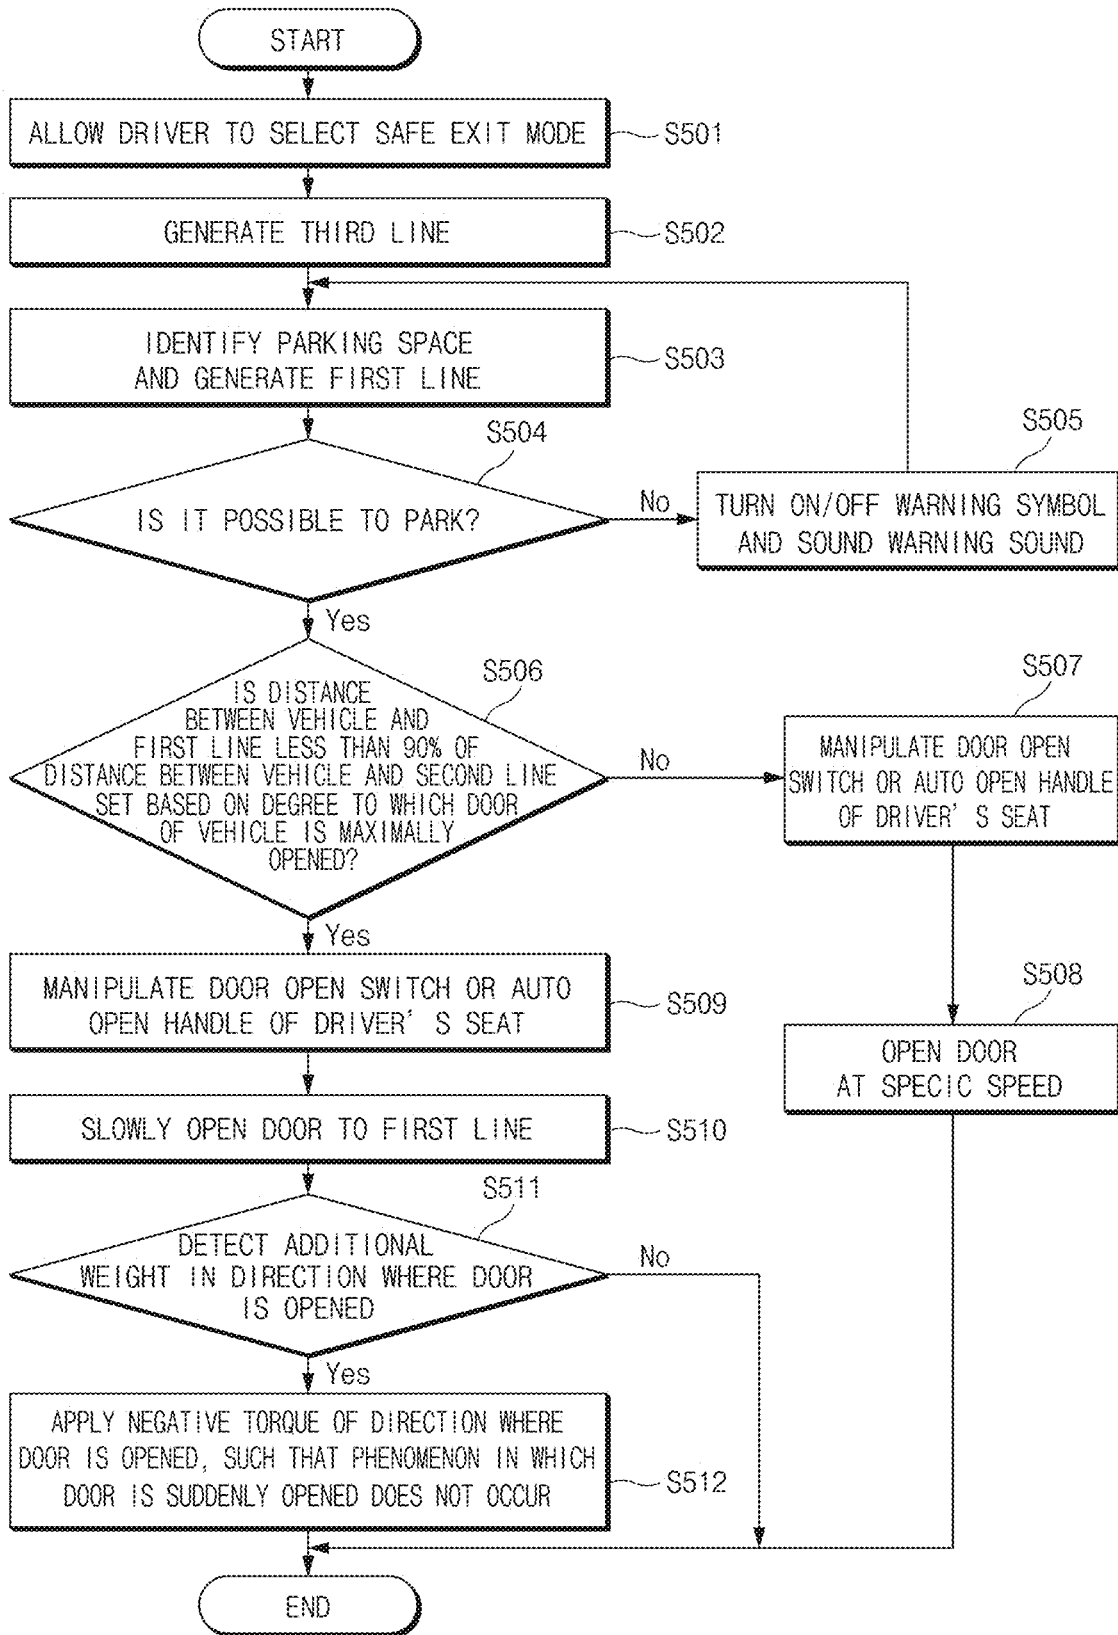 START
ALLOW DRIVER TO SELECT SAFE EXIT MODE
S501
GENERATE THIRD LINE
S502
IDENTIFY PARKING SPACE
AND GENERATE FIRST LINE
S503
S504
IS IT POSSIBLE TO PARK?
No
S505
TURN ON/OFF WARNING SYMBOL
AND SOUND WARNING SOUND
Yes
S506
IS DISTANCE
BETWEEN VEHICLE AND
FIRST LINE LESS THAN 90% OF
DISTANCE BETWEEN VEHICLE AND SECOND LINE
SET BASED ON DEGREE TO WHICH DOOR
OF VEHICLE IS MAXIMALLY
OPENED?
No
S507
MANIPULATE DOOR OPEN
SWITCH OR AUTO OPEN HANDLE
OF DRIVER' S SEAT
Yes
MANIPULATE DOOR OPEN SWITCH OR AUTO
OPEN HANDLE OF DRIVER' S SEAT
S509
S508
OPEN DOOR
AT SPECIC SPEED
SLOWLY OPEN DOOR TO FIRST LINE
S510
S511
DETECT ADDITIONAL
WEIGHT IN DIRECTION WHERE DOOR
IS OPENED
No
Yes
APPLY NEGATIVE TORQUE OF DIRECTION WHERE
DOOR IS OPENED, SUCH THAT PHENOMENON IN WHICH
DOOR IS SUDDENLY OPENED DOES NOT OCCUR
S512
END